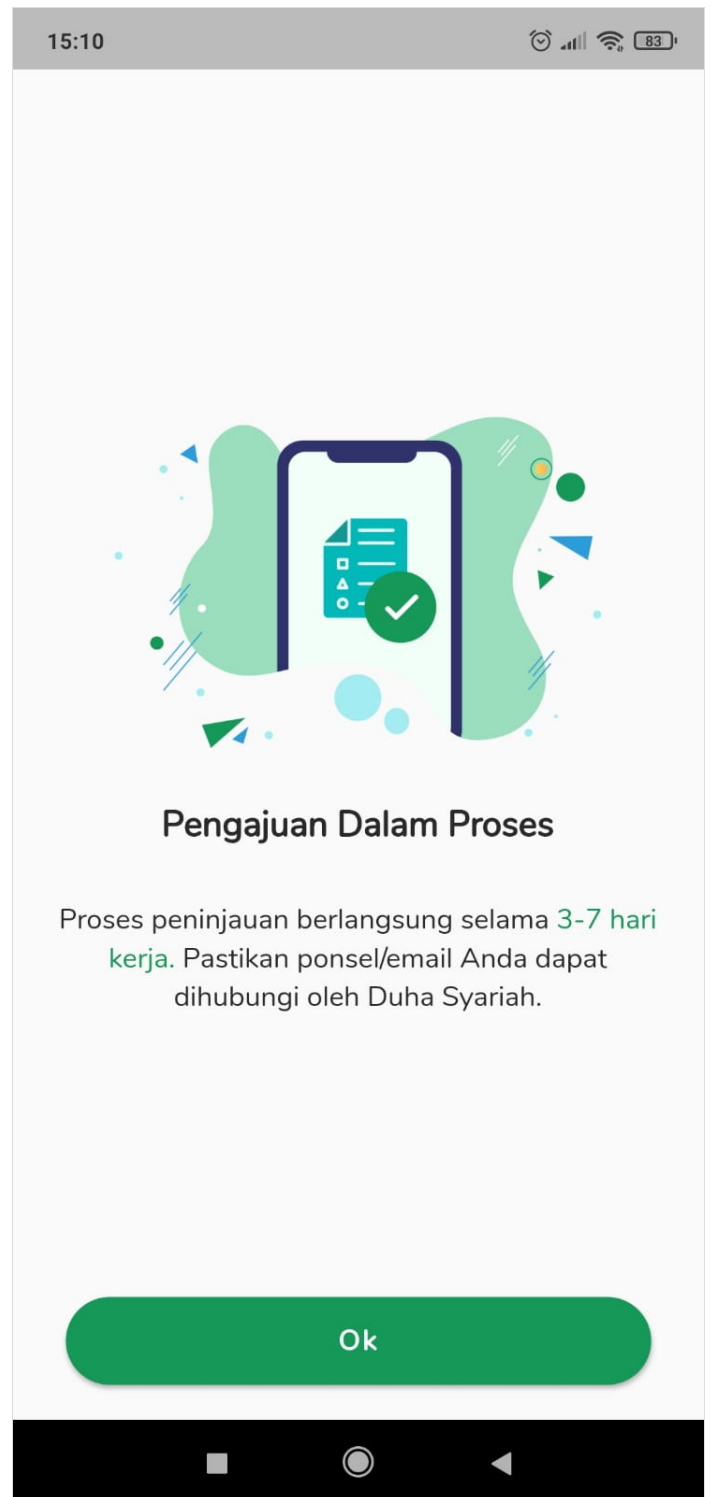 15:10
83
Pengajuan Dalam Proses
Proses peninjauan berlangsung selama 3-7 hari
kerja. Pastikan ponsel/email Anda dapat
dihubungi oleh Duha Syariah.
Ok